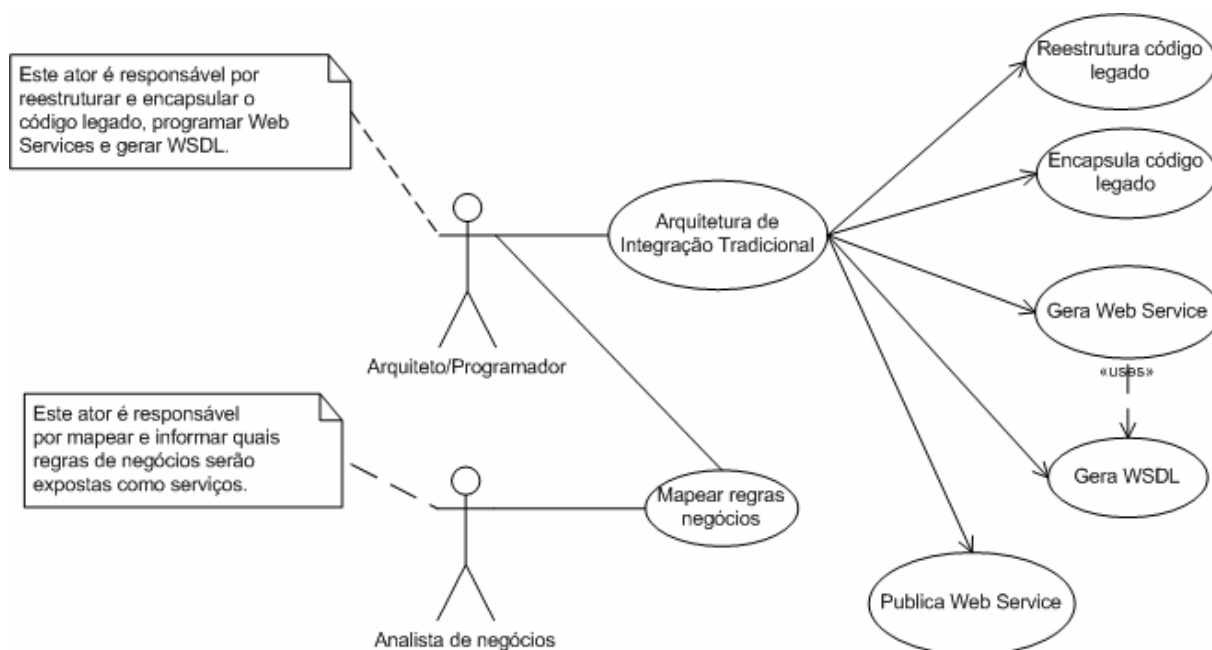 Este ator é responsável por
reestruturar e encapsular o
código legado, programar Web
Services e gerar WSDL.
Reestrutura código
legado
Encapsula código
legado
Arquitetura de
Integração Tradicional
Gera Web Service
Arquiteto/Programador
«uses»
Este ator é responsável
por mapear e informar quais
regras de negócios serão
expostas como serviços.
Gera WSDL
Mapear regras
negócios
Publica Web Service
Analista de negócios